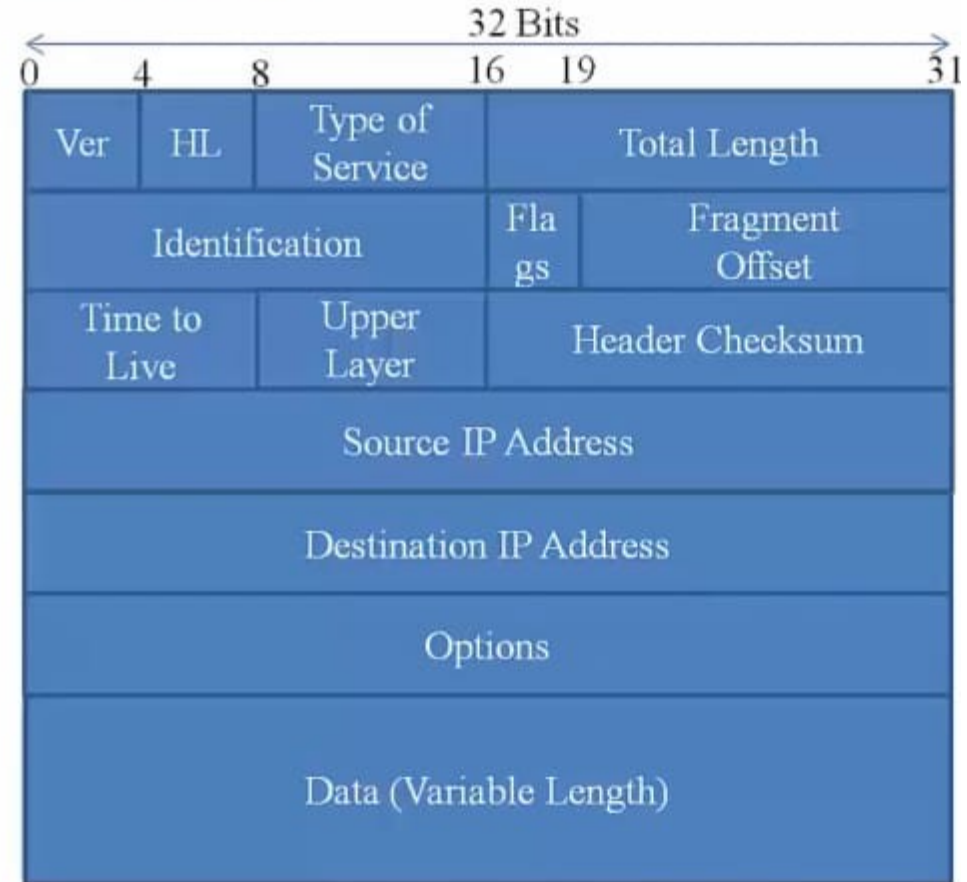 32 Bits
0 4 8 16 19 31
Ver HL Type of Service Total Length
Identification Fla gs Fragment Offset
Time to Live Upper Layer Header Checksum
Source IP Address
Destination IP Address
Options
Data (Variable Length)